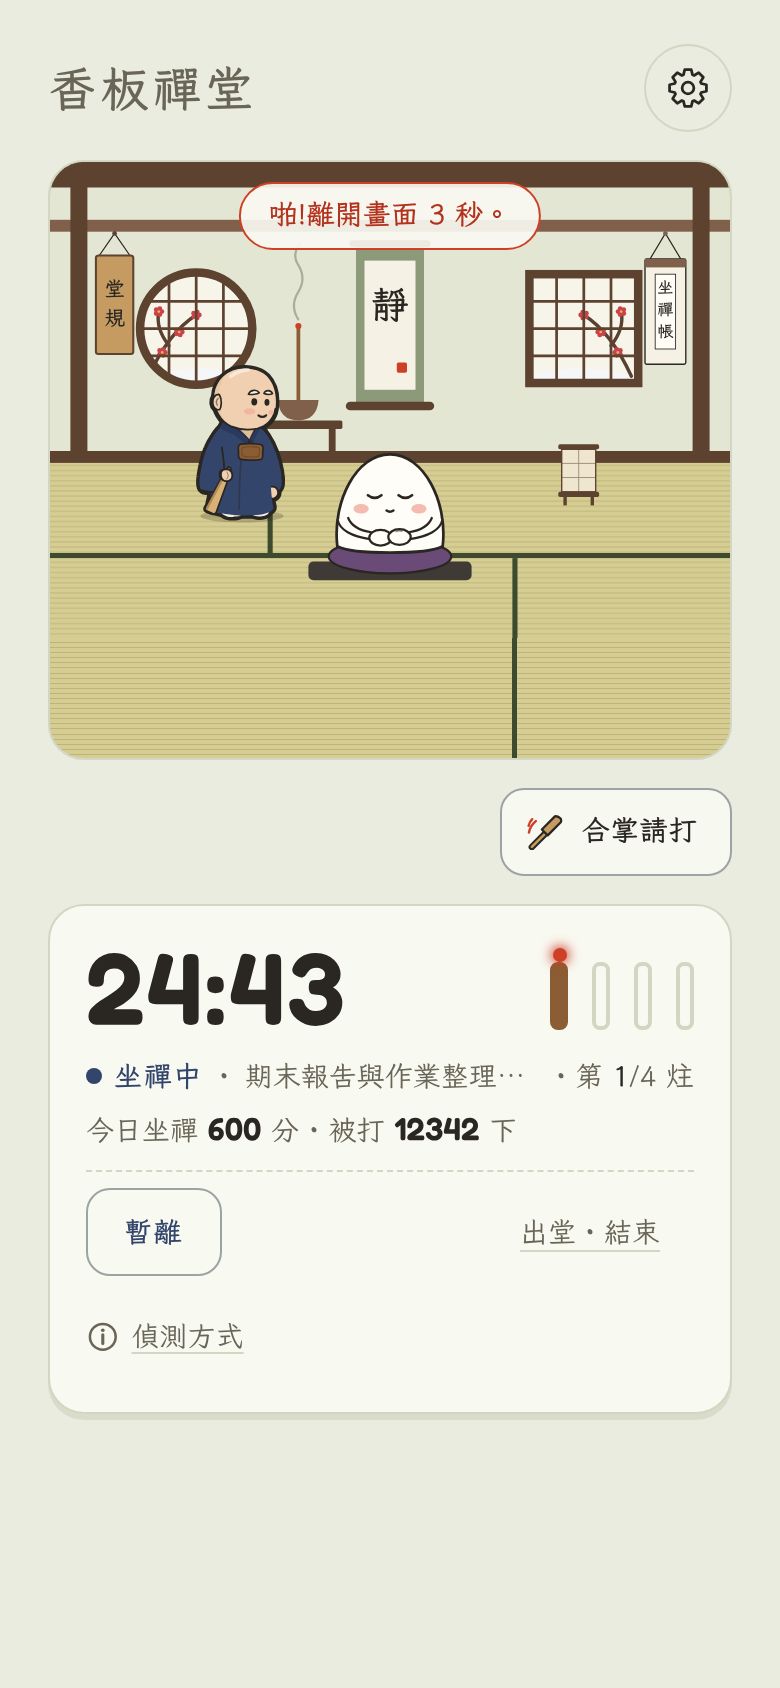 香板禪堂
啪!離開畫面 3 秒。
堂規
靜
坐禪帳
合掌請打
24:43
坐禪中 · 期末報告與作業整理⋯ · 第 1/4 炷
今日坐禪 600 分 · 被打 12342 下
暫離
出堂 · 結束
偵測方式